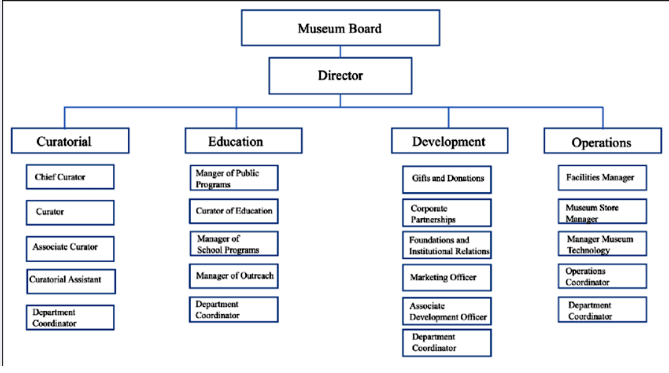 Museum Board
Director
Curatorial
Chief Curator
Curator
Associate Curator
Curatorial Assistant
Department
Coordinator
Education
Manger of Public
Programs
Curator of Education
Manager of
School Programs
Manager of Outreach
Department
Coordinator
Development
Gifts and Donations
Corporate
Partnerships
Foundations and
Institutional Relations
Marketing Officer
Associate
Development Officer
Department
Coordinator
Operations
Facilities Manager
Museum Store
Manager
Manager Museum
Technology
Operations
Coordinator
Department
Coordinator